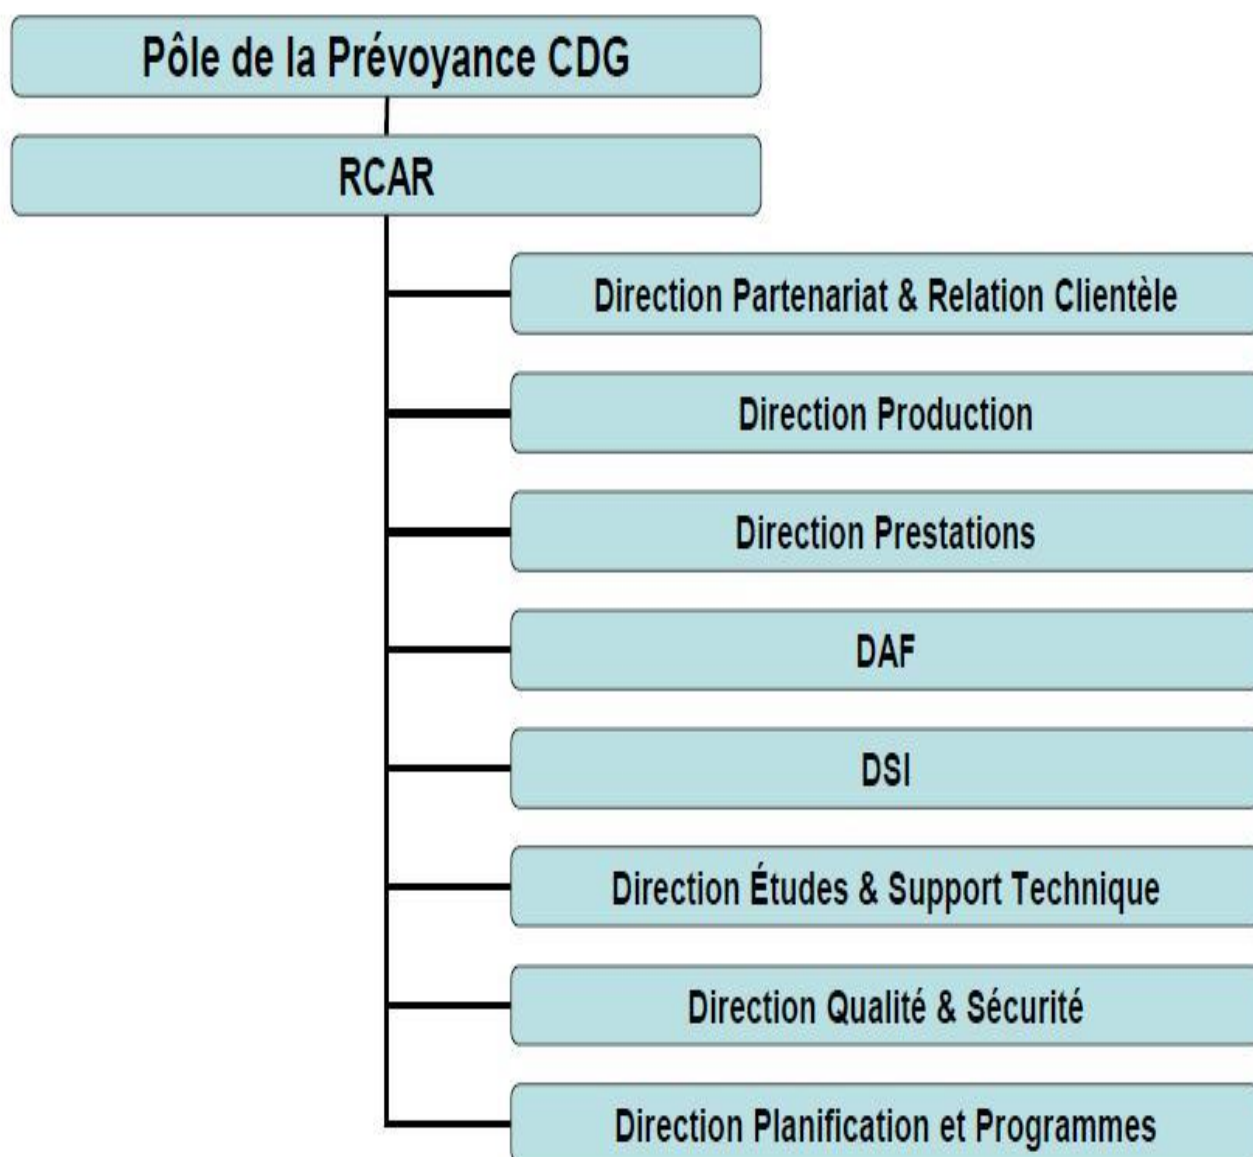 Pôle de la Prévoyance CDG
RCAR
Direction Partenariat & Relation Clientèle
Direction Production
Direction Prestations
DAF
DSI
Direction Études & Support Technique
Direction Qualité & Sécurité
Direction Planification et Programmes